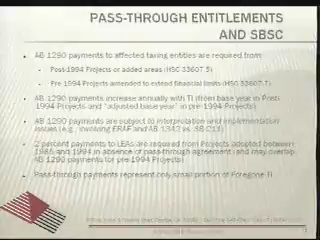 PASS-THROUGH ENTITLEMENTS
AND SBSC
AB 1290 payments to affected taxing entities are required from:
Post-1994 Projects or added areas (HSC 33607.5)
Pre 1994 Projects amended to extend financial limits (HSC 33607.7)
AB 1290 payments increase annually with TI (from base year in Post-
1994 Projects and "adjusted base year" in pre-1994 Projects)
AB 1290 payments are subject to interpretation and implementation
issues (e.g., involving ERAF and AB 1342 vs. SB
2 percent payments to LEAs are required from Projects adopted between
1985 and 1994 in absence of pass-through agreement (and may overlap
AB 1290 payments for pre-1994 Projects)
Pass-through payments represent only small portion of Foregone TI